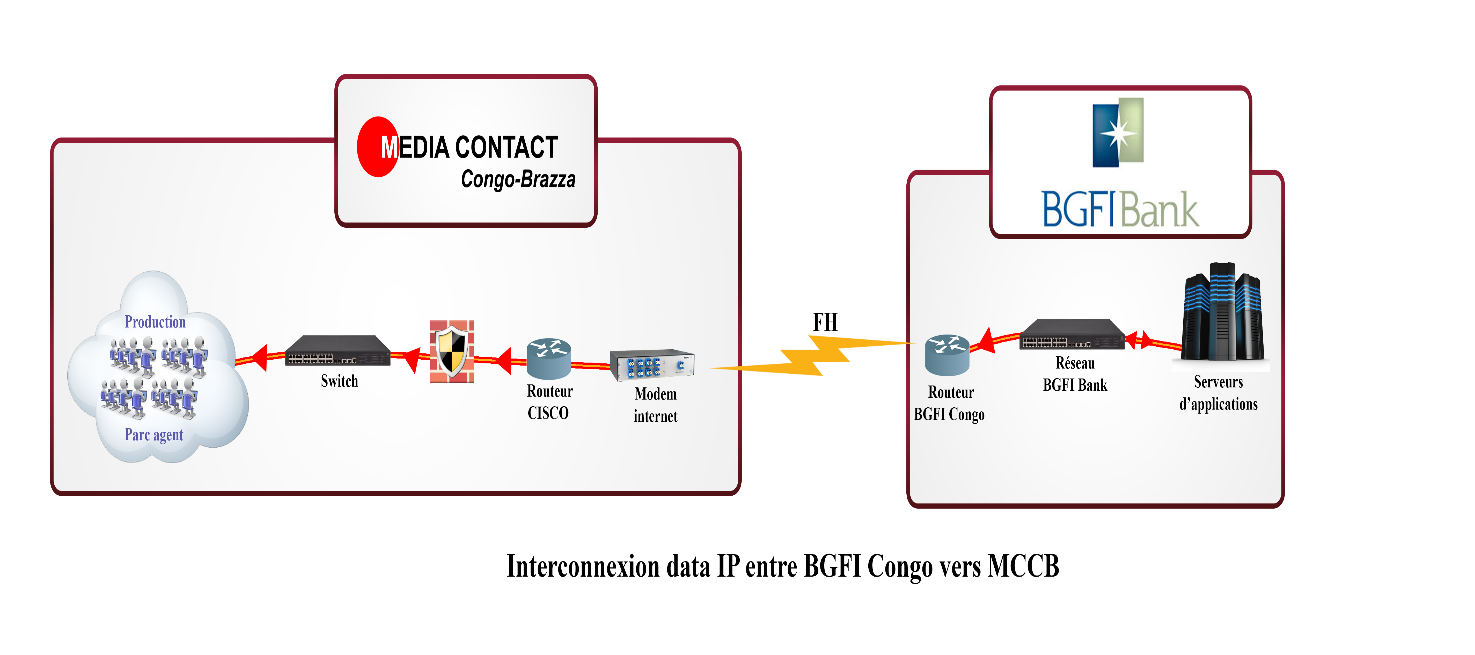 MEDIA CONTACT
Congo-Brazza
BGFIBank
Production
Parc agent
Switch
Routeur
CISCO
Modem
internet
FH
Routeur
BGFI Congo
Réseau
BGFI Bank
Serveurs
d’applications
Interconnexion data IP entre BGFI Congo vers MCCB